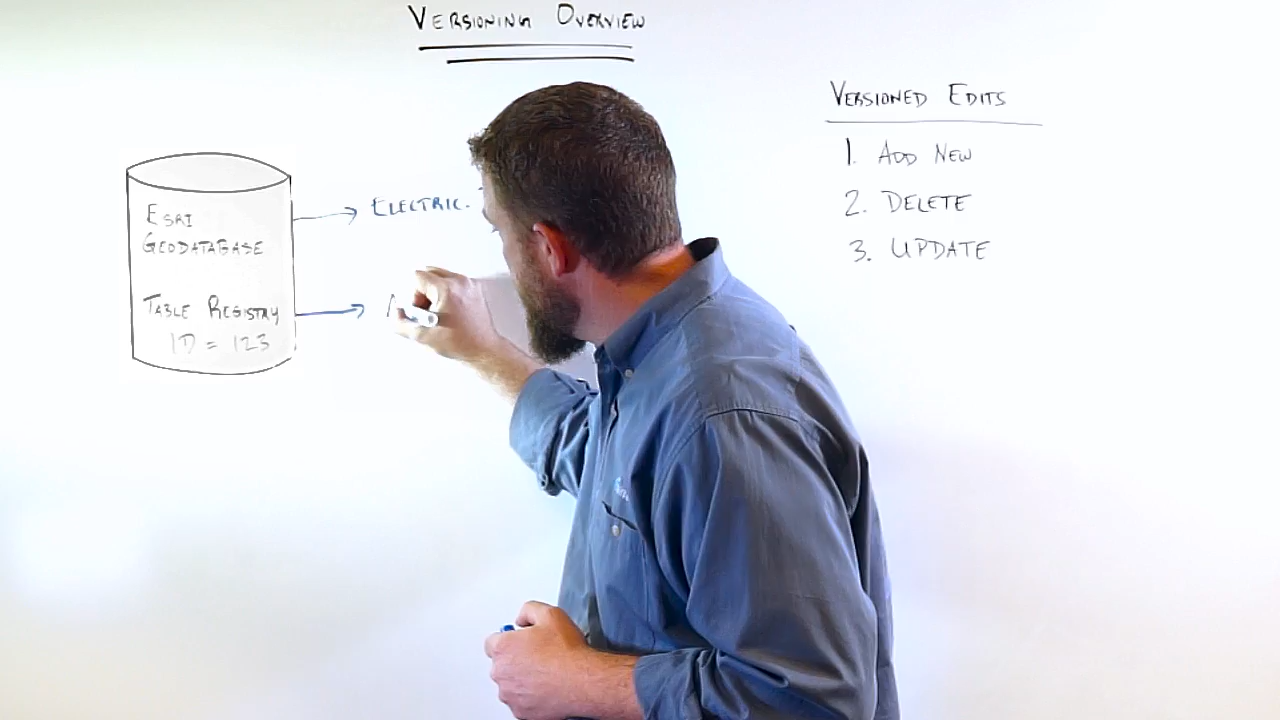 VERSIONING OVERVIEW
ESRI
GEODATABASE
TABLE REGISTRY
ID = 123
ELECTRIC.
VERSIONED EDITS
1. ADD NEW
2. DELETE
3. UPDATE